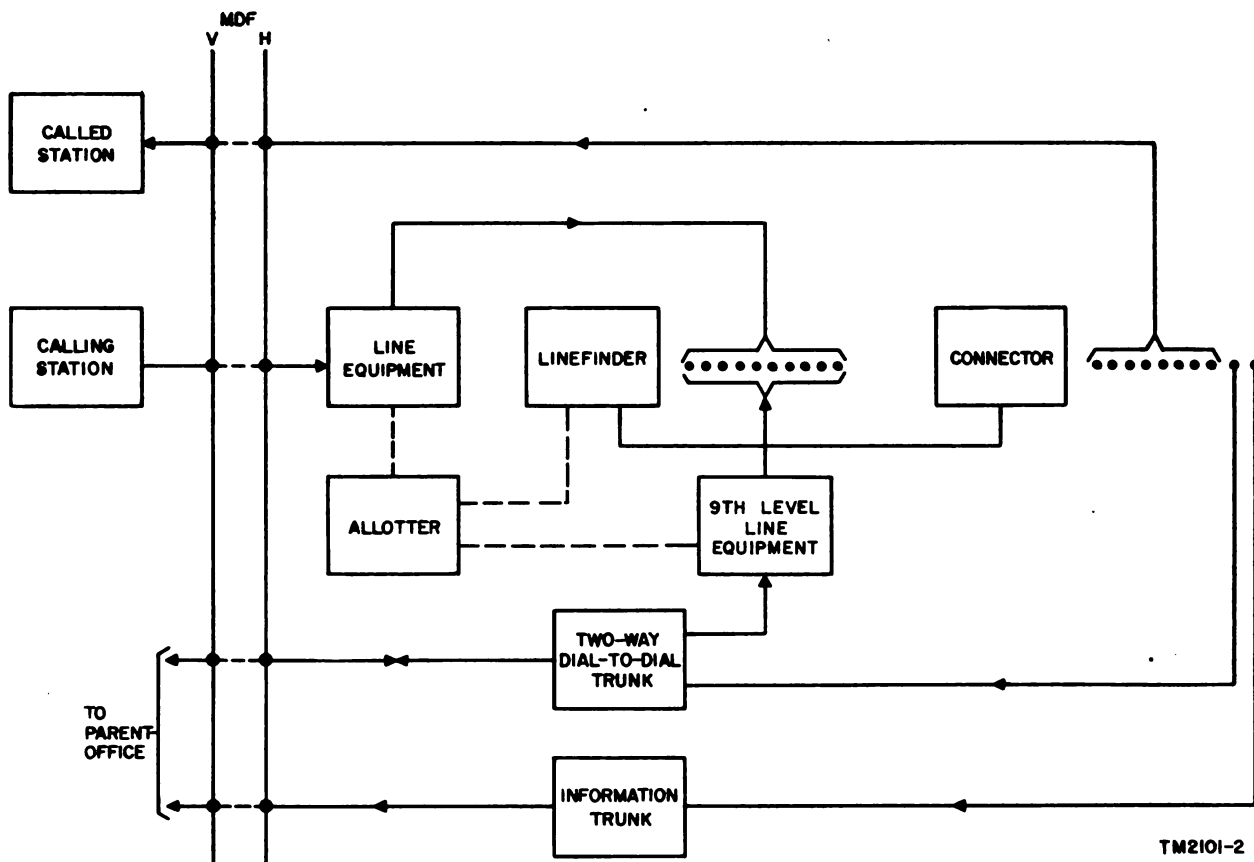 MDF
V H
CALLED
STATION
CALLING
STATION
LINE
EQUIPMENT
LINEFINDER
CONNECTOR
ALLOTTER
9TH LEVEL
LINE
EQUIPMENT
TWO-WAY
DIAL-TO-DIAL
TRUNK
TO
PARENT
OFFICE
INFORMATION
TRUNK
TM2101-2